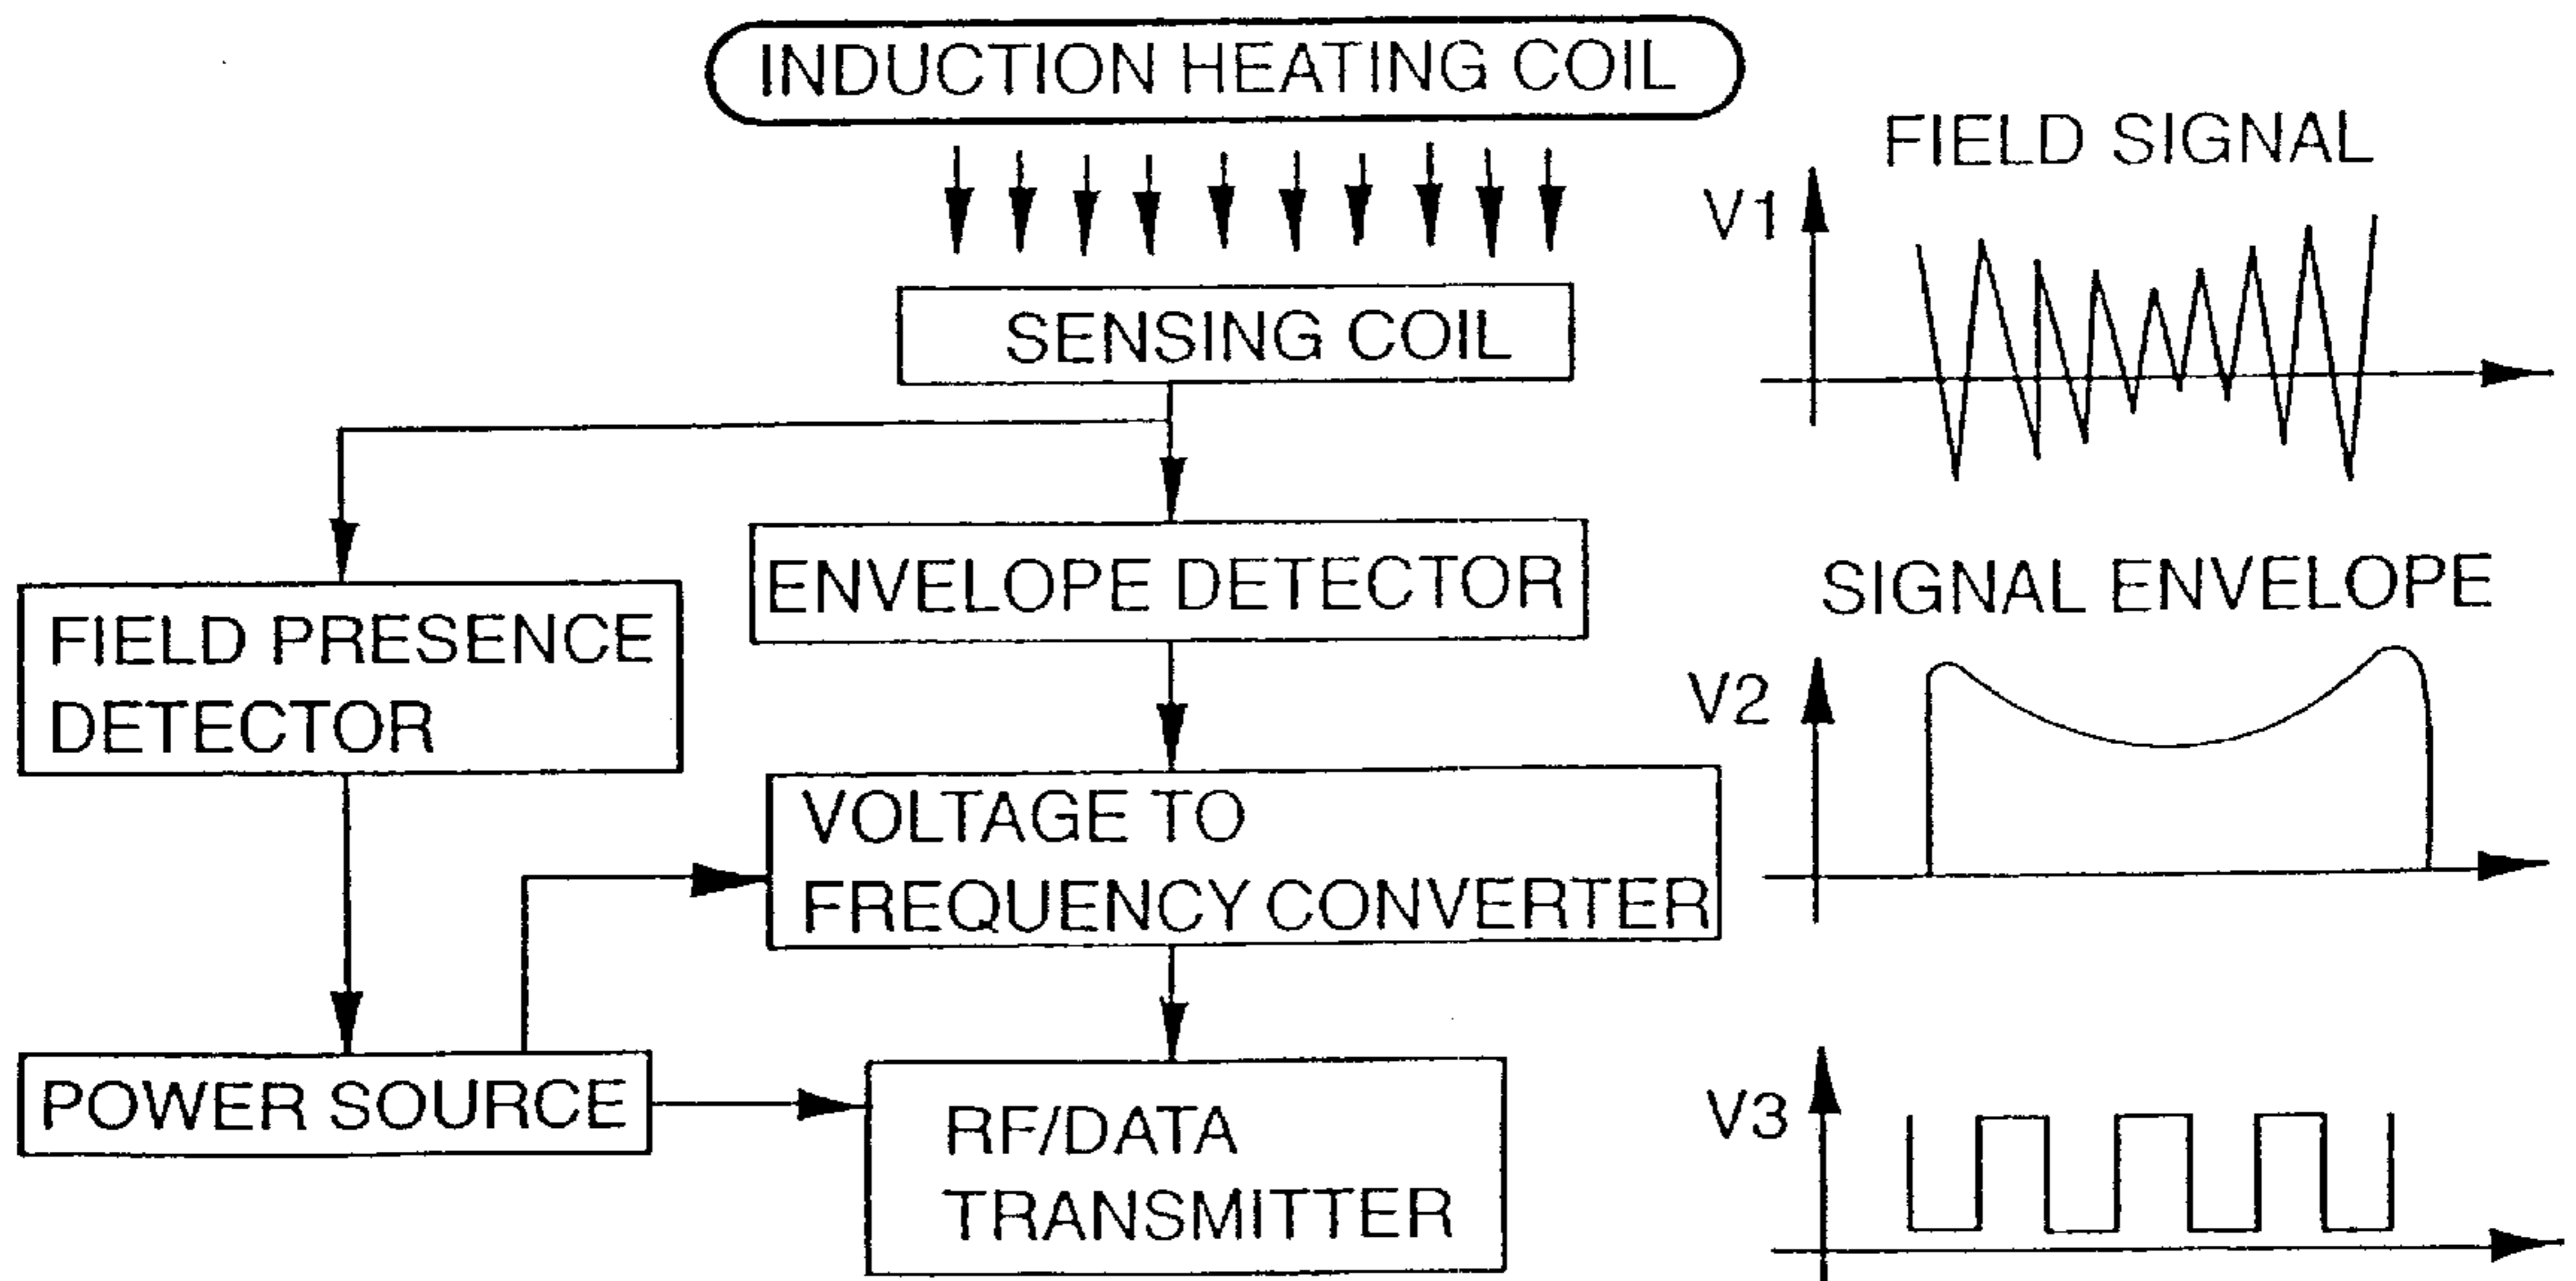 INDUCTION HEATING COIL
FIELD SIGNAL
V1
SENSING COIL
ENVELOPE DETECTOR
SIGNAL ENVELOPE
FIELD PRESENCE
DETECTOR
V2
VOLTAGE TO
FREQUENCY CONVERTER
POWER SOURCE
RF/DATA
TRANSMITTER
V3